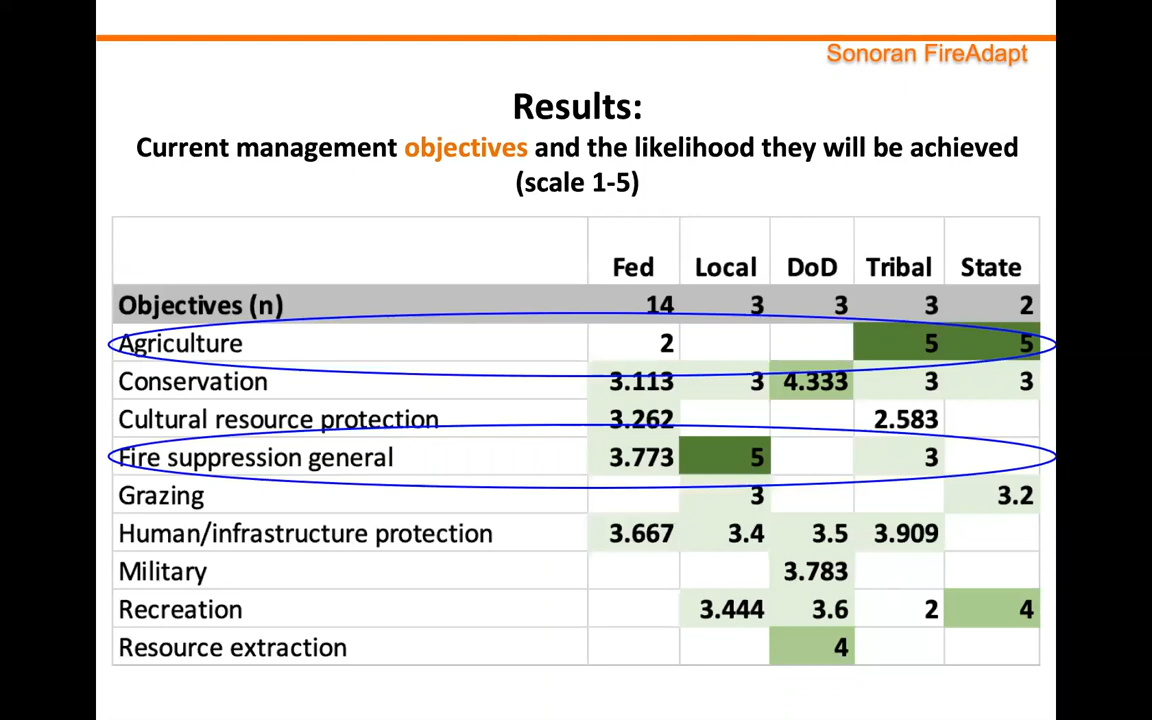 Sonoran FireAdapt
Results:
Current management objectives and the likelihood they will be achieved
(scale 1-5)
Fed Local DoD Tribal State
Objectives (n) 14 3 3 3 2
Agriculture 2 5 5
Conservation 3.113 3 4.333 3 3
Cultural resource protection 3.262 2.583
Fire suppression general 3.773 5 3
Grazing 3 3.2
Human/infrastructure protection 3.667 3.4 3.5 3.909
Military 3.783
Recreation 3.444 3.6 2 4
Resource extraction 4